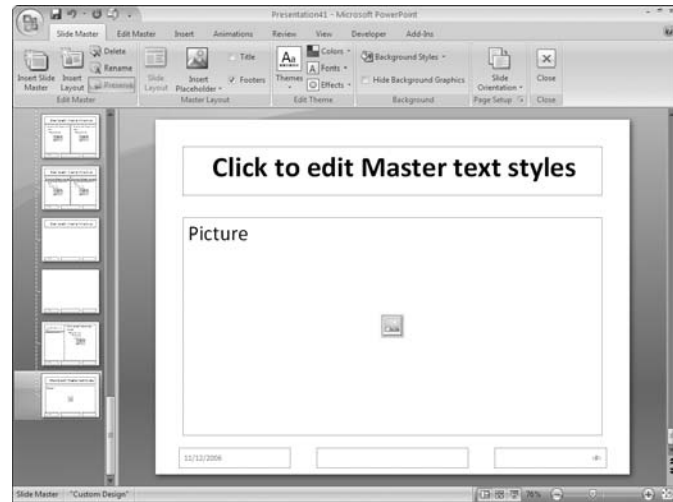 Presentation41 - Microsoft PowerPoint
Slide Master Edit Master Insert Animations Review View Developer Add-Ins
Insert Slide Master
Insert Layout
Delete
Rename
Preserve
Edit Master
Slide Layout
Insert Placeholder
Title
Footers
Master Layout
Aa
Themes
Colors
A Fonts
Effects
Edit Theme
Background Styles
Hide Background Graphics
Background
Slide Orientation
Page Setup
Close
Close
Click to edit Master text styles
Picture
11/12/2006
‹#›
Slide Master "Custom Design" 76%